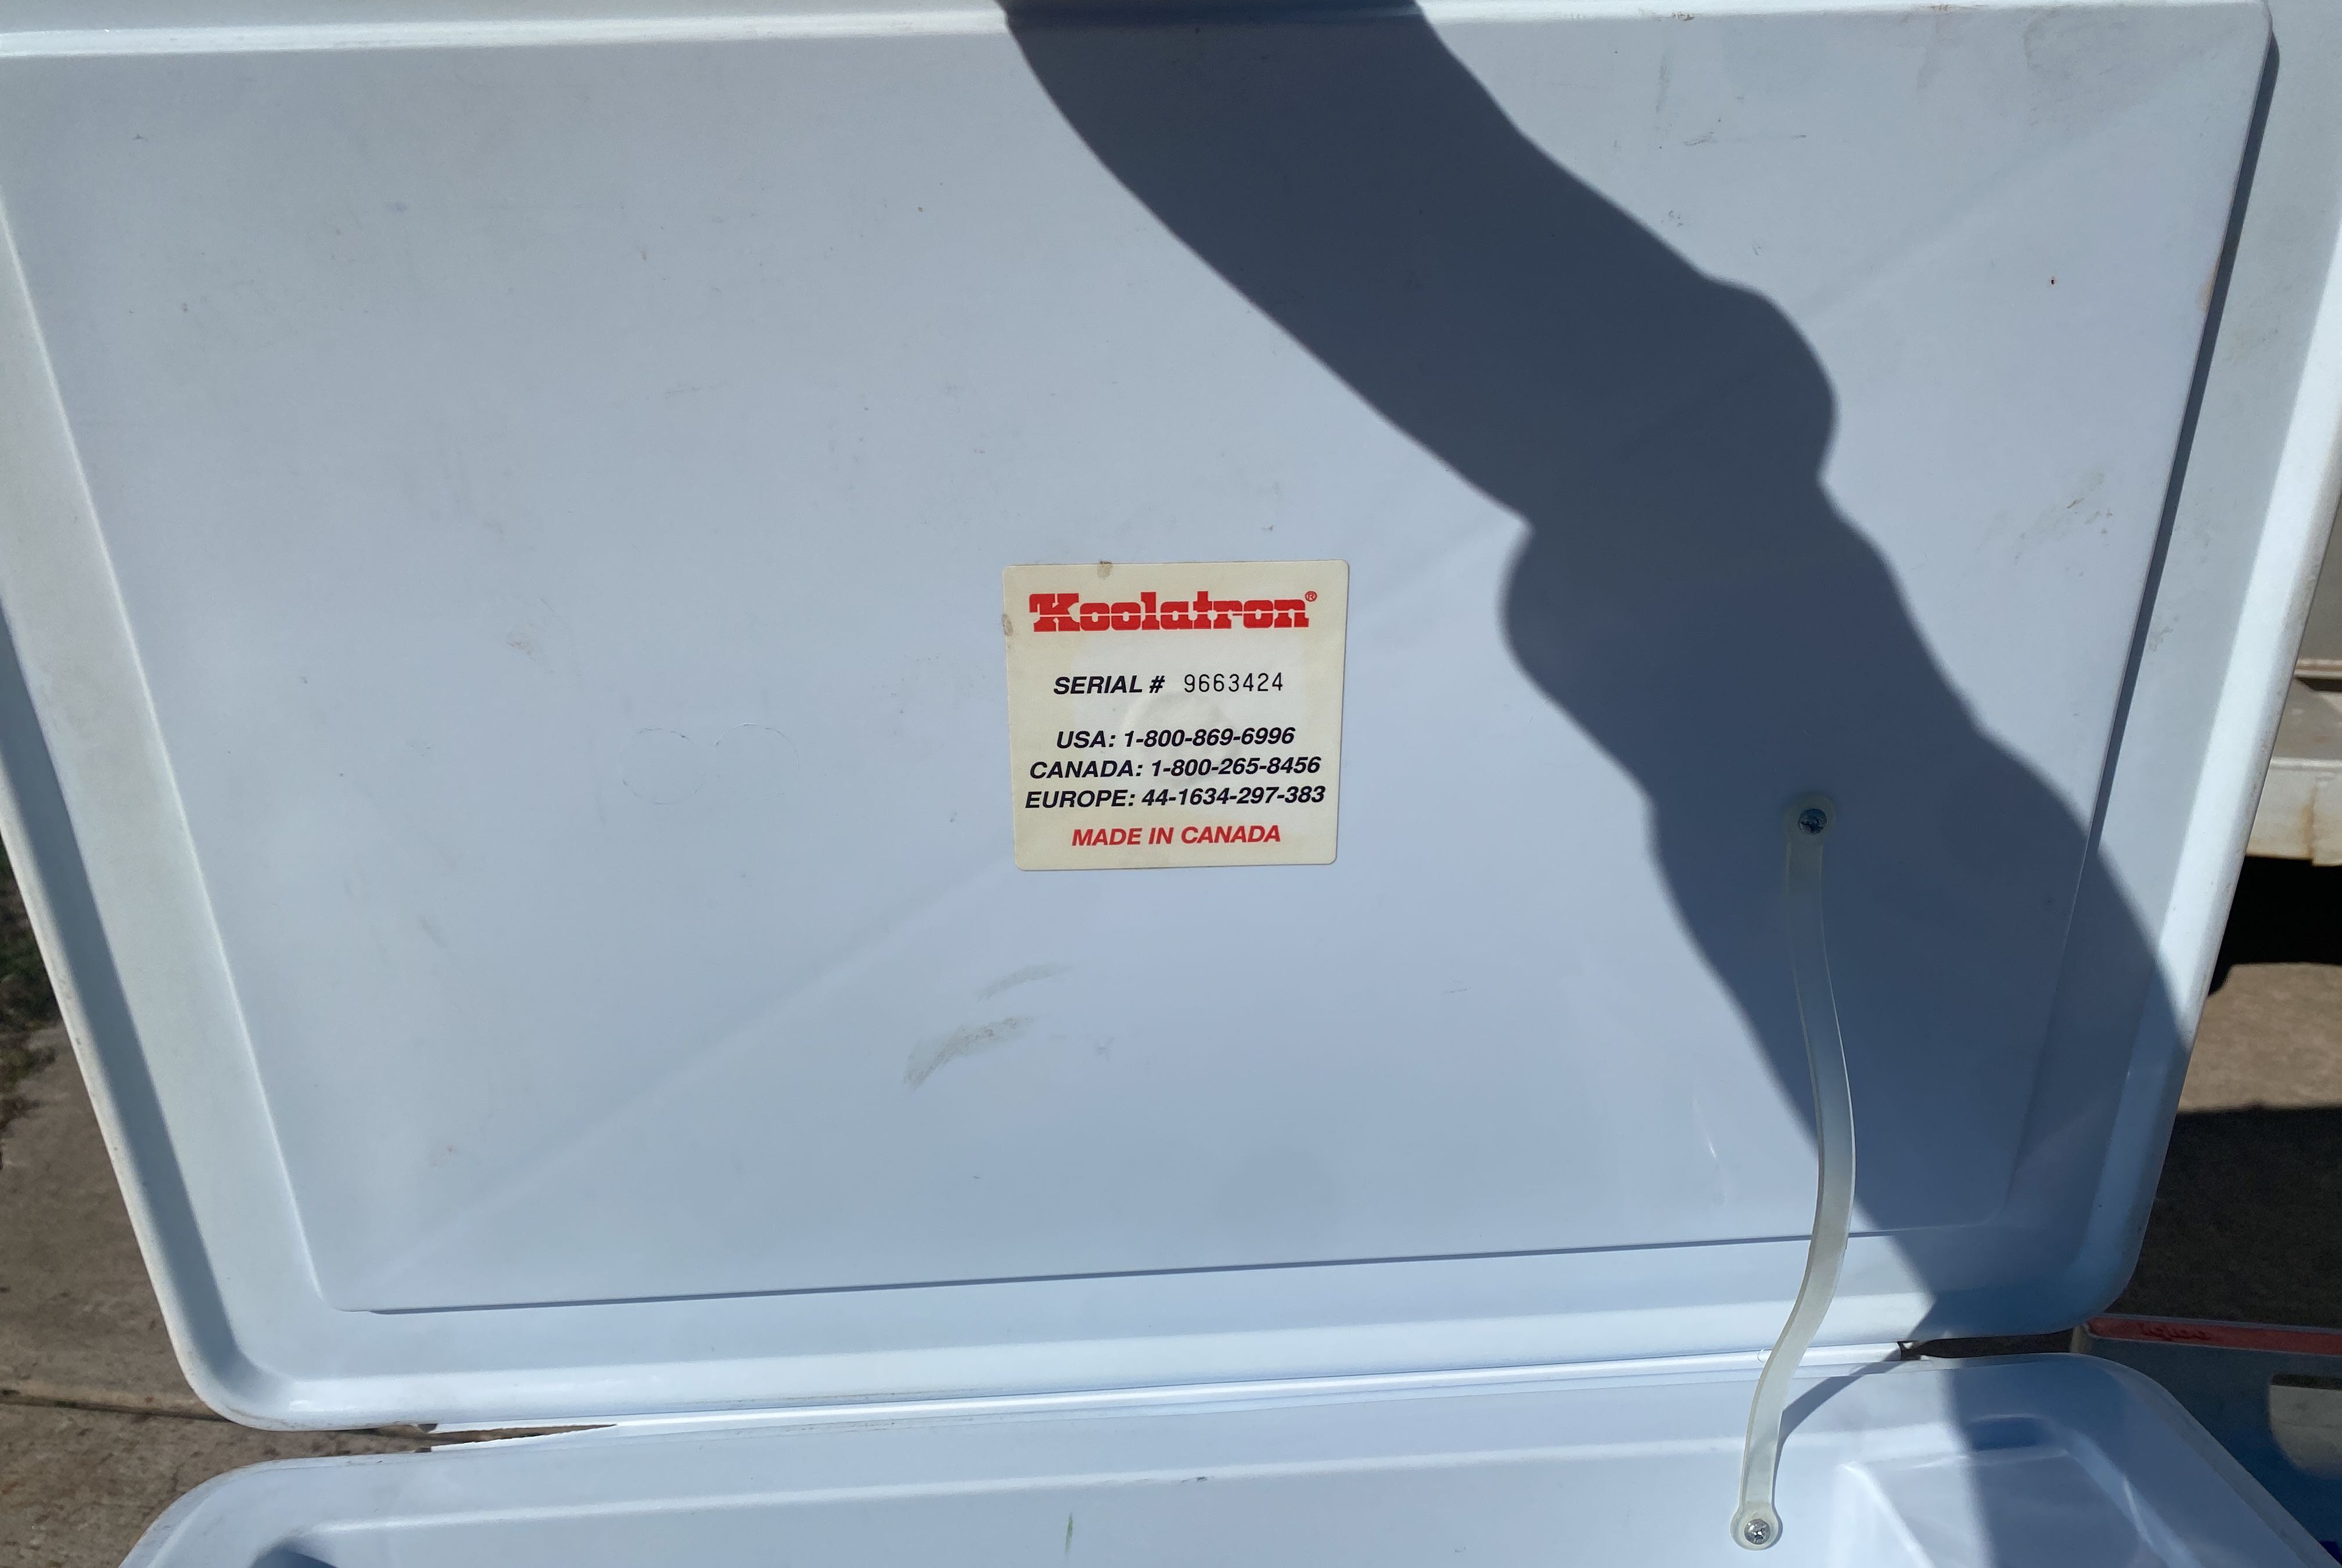 Koolatron®
SERIAL # 9663424
USA: 1-800-869-6996
CANADA: 1-800-265-8456
EUROPE: 44-1634-297-383
MADE IN CANADA
Igloo